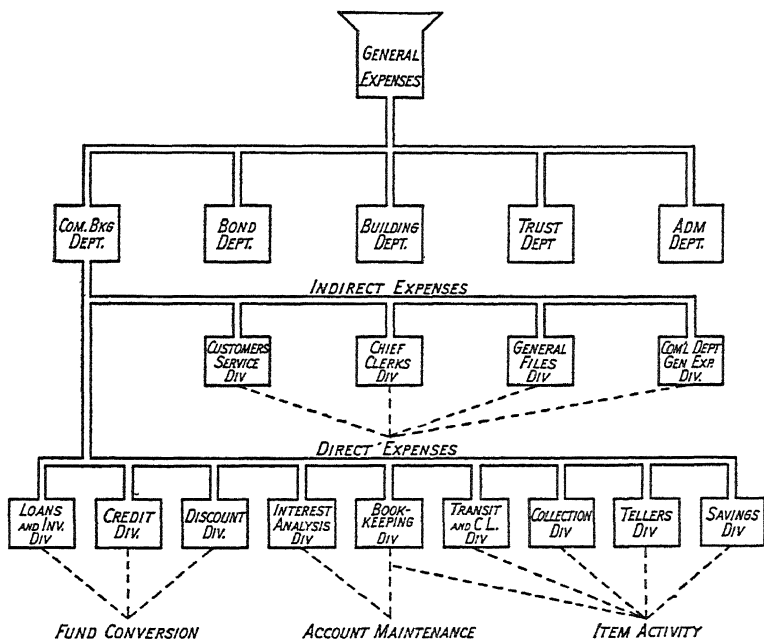 GENERAL
EXPENSES
COM. BKG
DEPT.
BOND
DEPT.
BUILDING
DEPT.
TRUST
DEPT
ADM
DEPT.
INDIRECT EXPENSES
CUSTOMERS
SERVICE
DIV
CHIEF
CLERKS
DIV
GENERAL
FILES
DIV
COM'L DEPT
GEN EXP.
DIV.
DIRECT EXPENSES
LOANS
AND INV.
DIV
CREDIT
DIV.
DISCOUNT
DIV.
INTEREST
ANALYSIS
DIV
BOOK-
KEEPING
DIV
TRANSIT
AND C L.
DIV
COLLECTION
DIV
TELLERS
DIV
SAVINGS
DIV
FUND CONVERSION
ACCOUNT MAINTENANCE
ITEM ACTIVITY